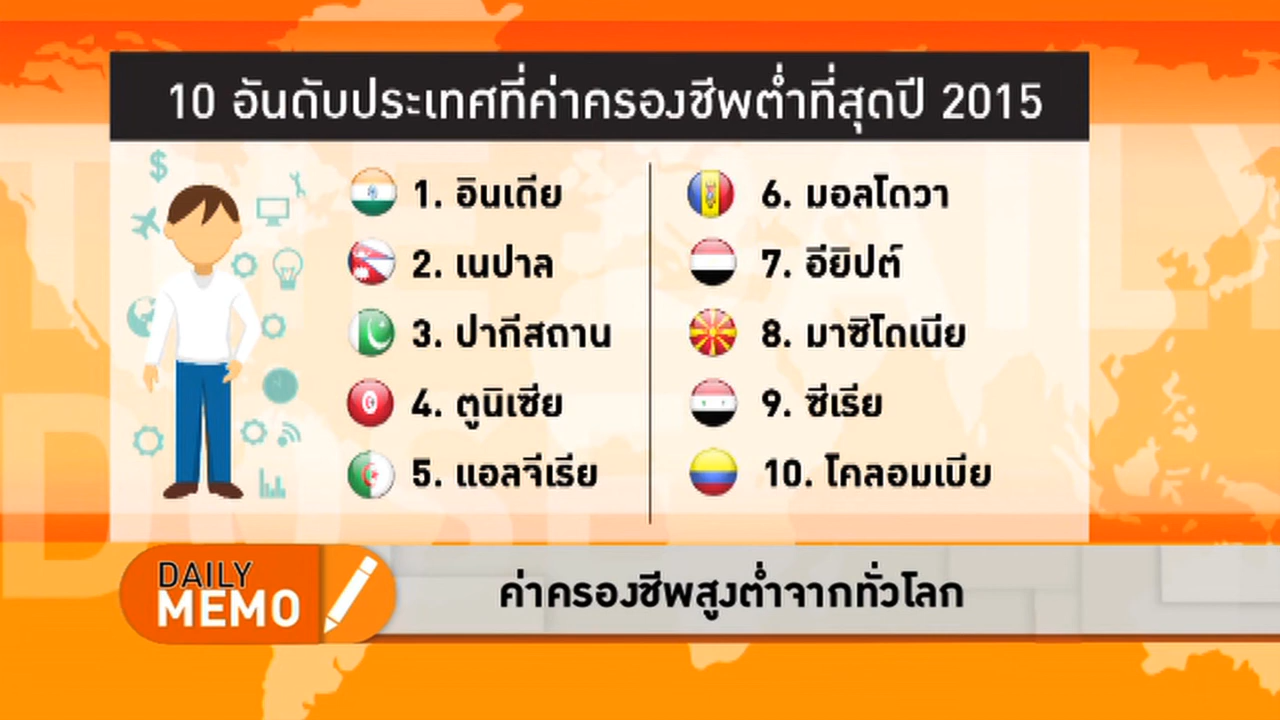 10 อันดับประเทศที่ค่าครองชีพต่ำที่สุดปี 2015
1. อินเดีย
2. เนปาล
3. ปากีสถาน
4. ตูนิเซีย
5. แอลจีเรีย
6. มอลโดวา
7. อียิปต์
8. มาซิโดเนีย
9. ซีเรีย
10. โคลอมเบีย
DAILY
MEMO
ค่าครองชีพสูงต่ำจากทั่วโลก